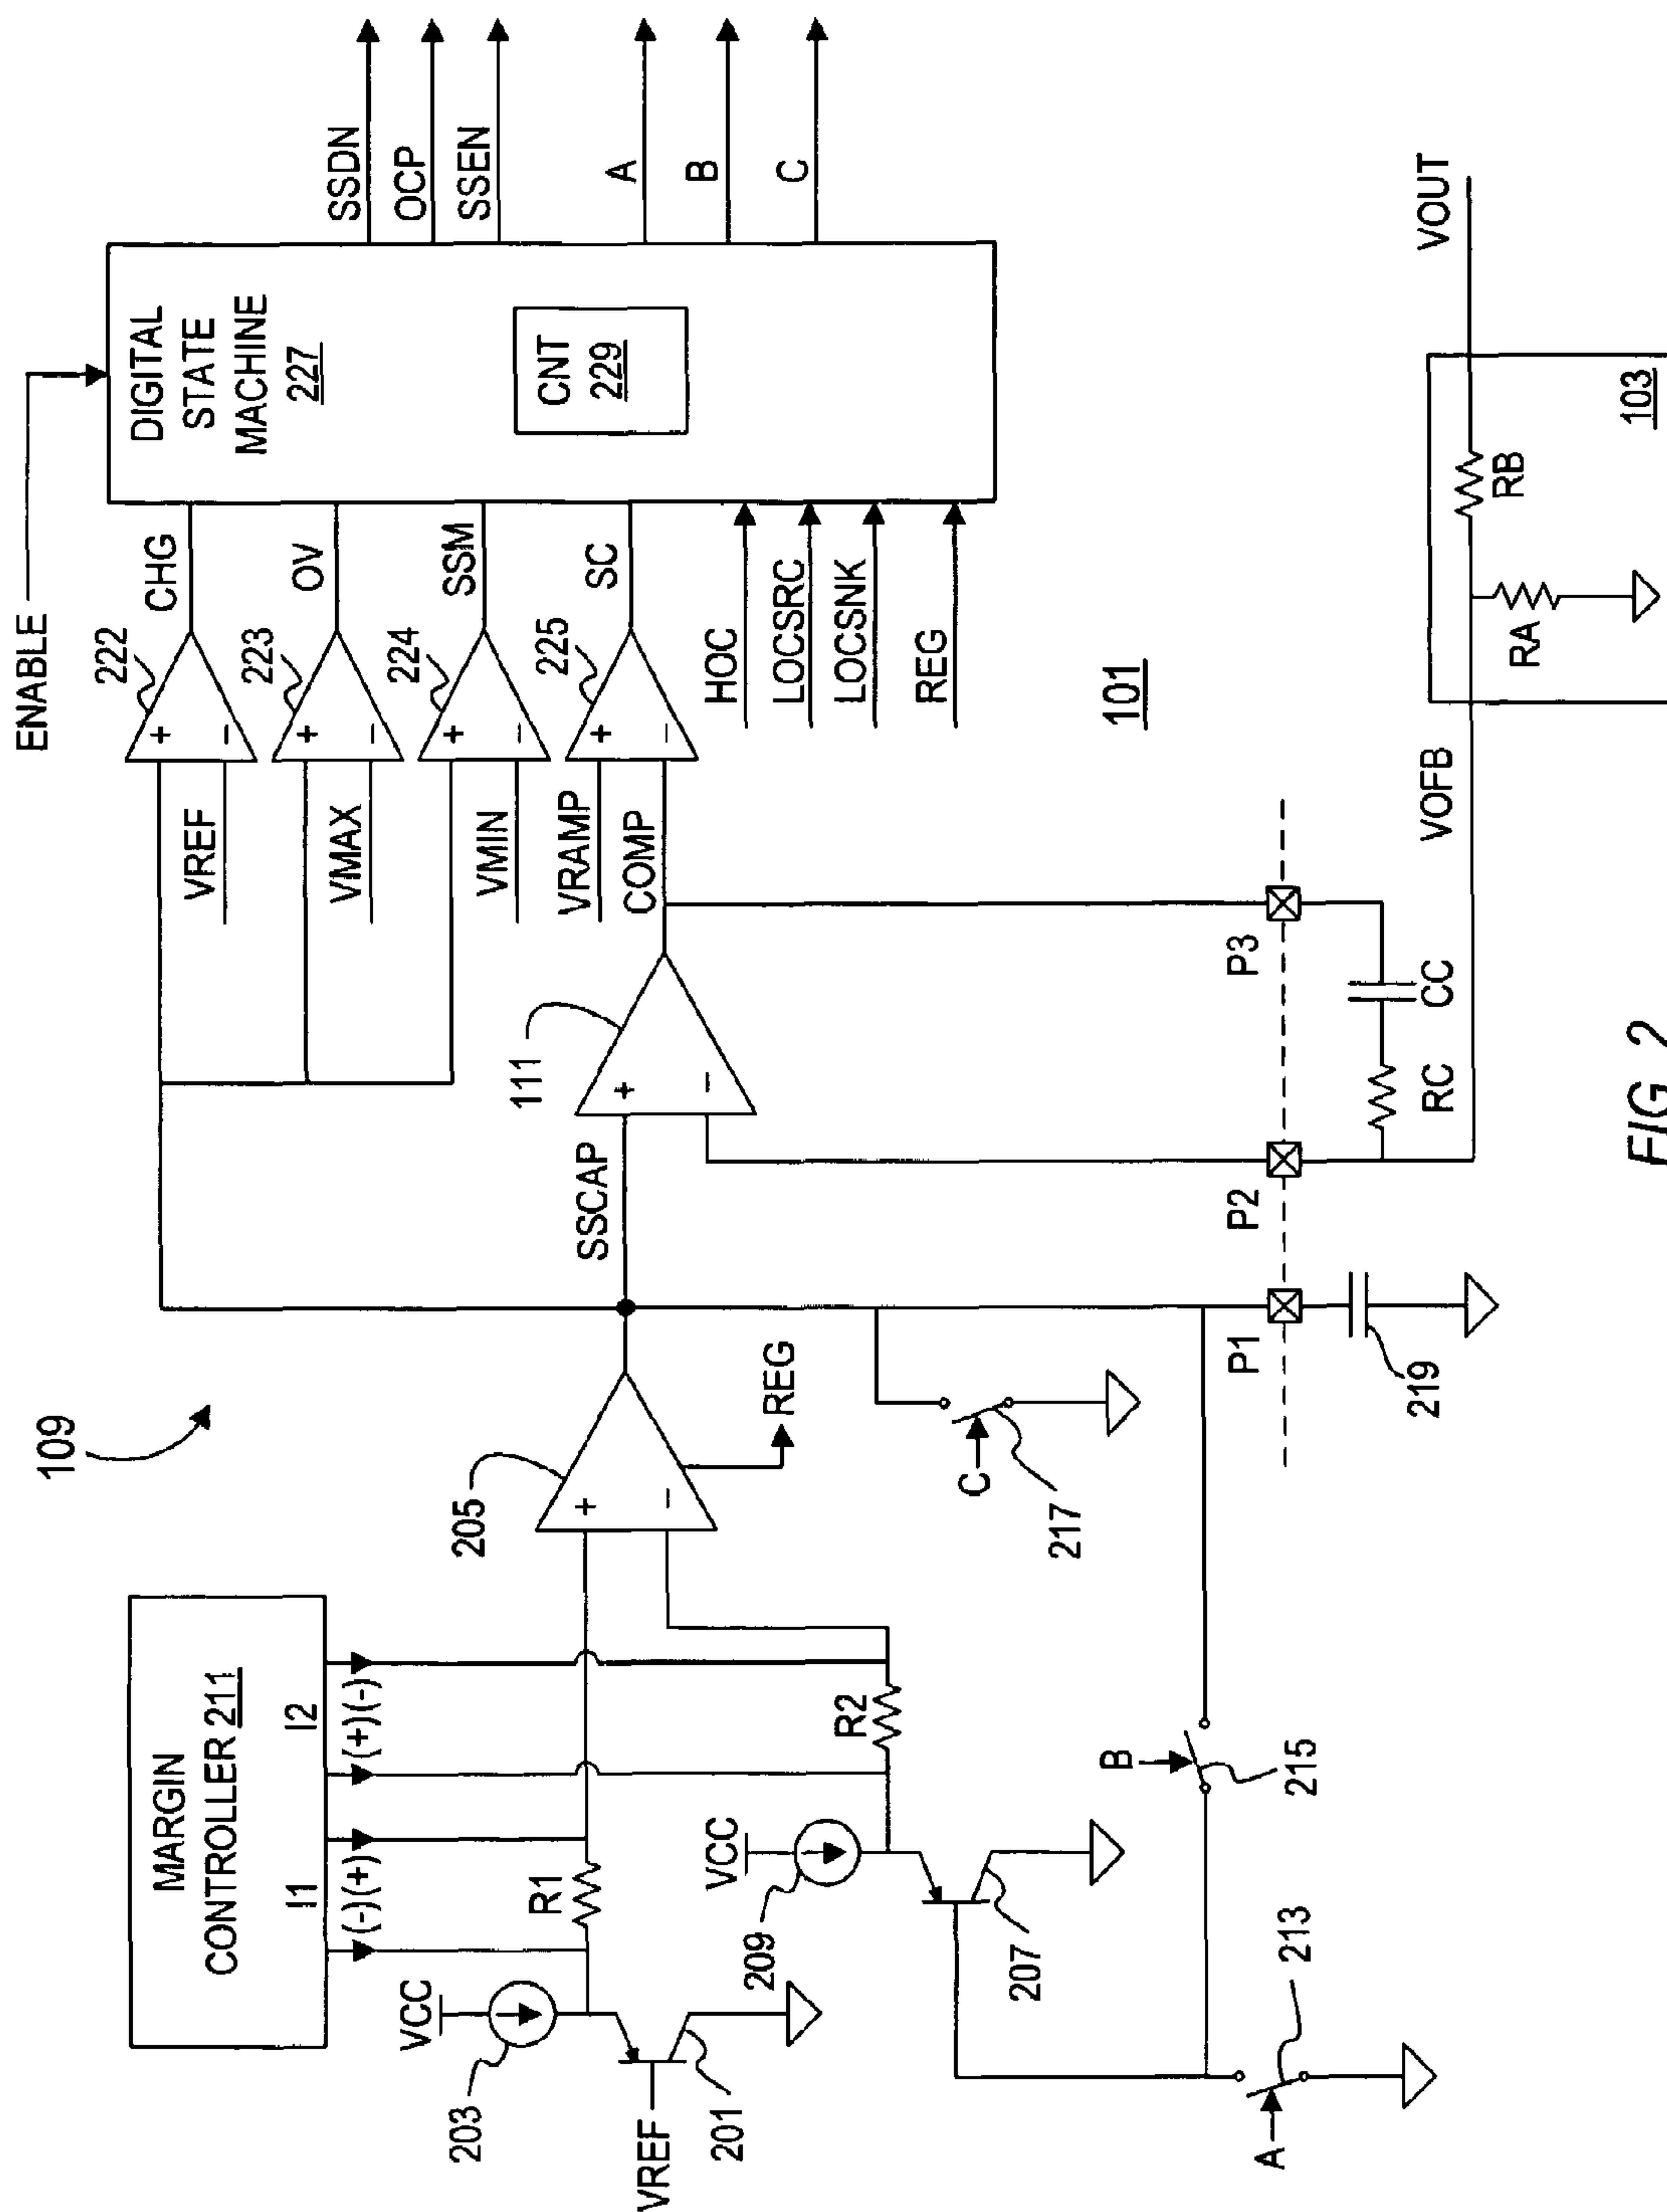 109
MARGIN
CONTROLLER 211
I1
I2
(-)(+)
(+)(-)
VCC
203
VREF
201
R1
VCC
209
207
R2
205
+
-
REG
C
217
B
215
A
213
P1
219
SSCAP
111
+
-
P2
P3
RC
CC
COMP
ENABLE
222
+
-
VREF
CHG
223
+
-
VMAX
OV
224
+
-
VMIN
SSM
225
+
-
VRAMP
SC
HOC
LOCSRC
LOCSNK
REG
DIGITAL
STATE
MACHINE
227
CNT
229
SSDN
OCP
SSEN
A
B
C
101
VOFB
VOUT
RA
RB
103
FIG. 2